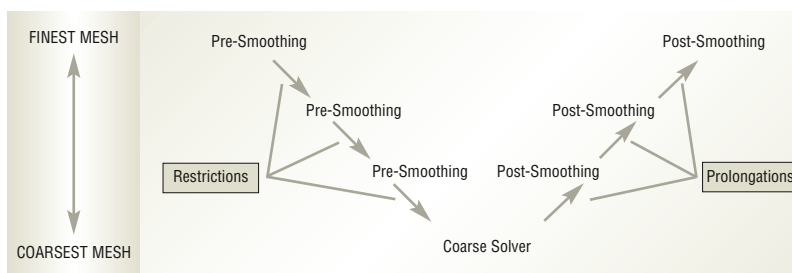 FINEST MESH
Pre-Smoothing
Post-Smoothing
Pre-Smoothing
Post-Smoothing
Restrictions
Pre-Smoothing
Post-Smoothing
Prolongations
COARSEST MESH
Coarse Solver